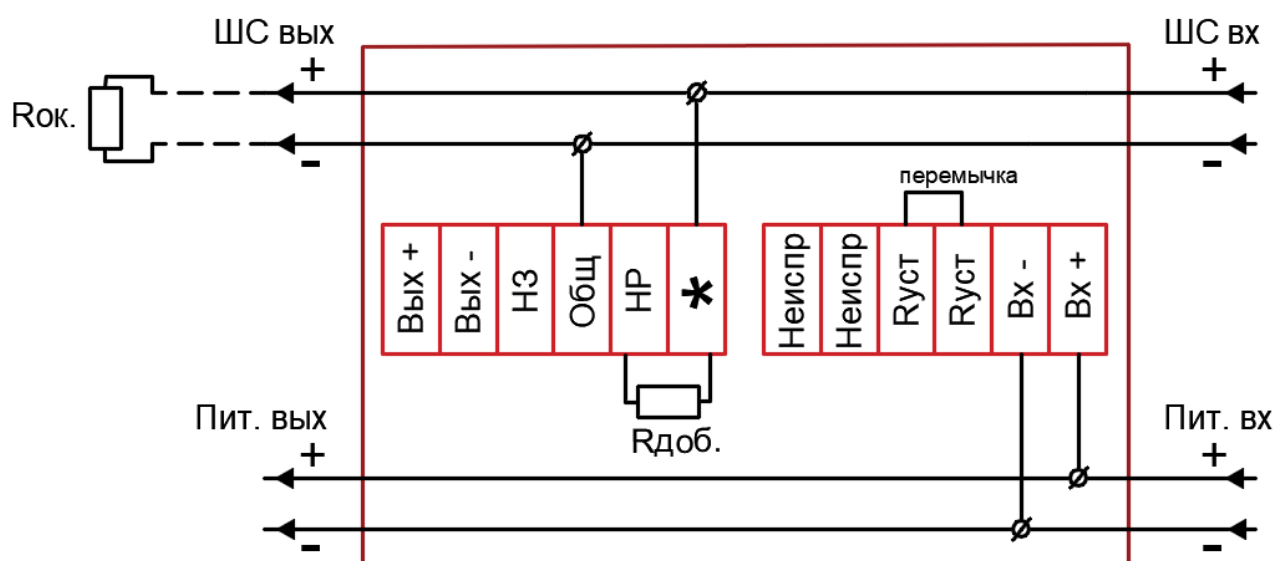 ШС вых
ШС вх
+
+
Rок.
-
-
перемычка
Вых +
Вых -
НЗ
Общ
НР
*
Неиспр
Неиспр
Rуст
Rуст
Вх -
Вх +
Rдоб.
Пит. вых
Пит. вх
+
+
-
-